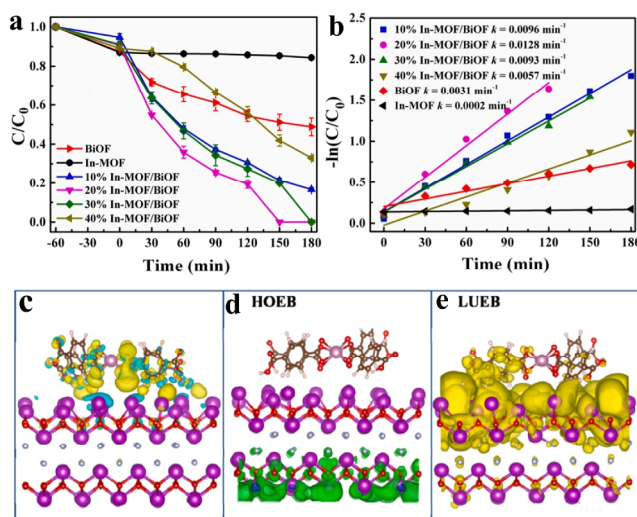 a
1.0
0.8
0.6
0.4
0.2
0.0
C/C₀
BiOF
In-MOF
10% In-MOF/BiOF
20% In-MOF/BiOF
30% In-MOF/BiOF
40% In-MOF/BiOF
-60 -30 0 30 60 90 120 150 180
Time (min)
b
2.5
2.0
1.5
1.0
0.5
0.0
-ln(C/C₀)
10% In-MOF/BiOF k = 0.0096 min⁻¹
20% In-MOF/BiOF k = 0.0128 min⁻¹
30% In-MOF/BiOF k = 0.0093 min⁻¹
40% In-MOF/BiOF k = 0.0057 min⁻¹
BiOF k = 0.0031 min⁻¹
In-MOF k = 0.0002 min⁻¹
0 30 60 90 120 150 180
Time (min)
c
d HOEB
e LUEB